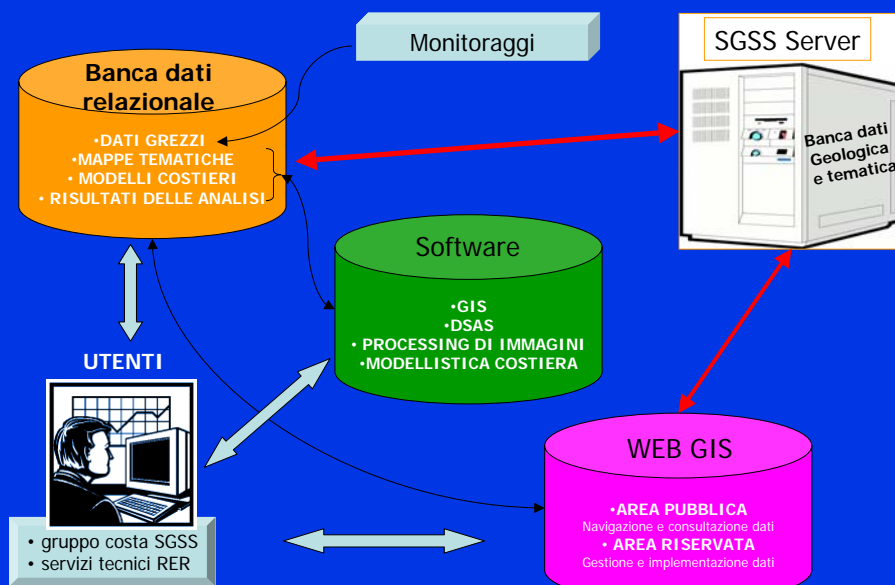 Monitoraggi
SGSS Server
Banca dati
relazionale
•DATI GREZZI
•MAPPE TEMATICHE
• MODELLI COSTIERI
• RISULTATI DELLE ANALISI
Banca dati
Geologica
e tematica
Software
•GIS
•DSAS
• PROCESSING DI IMMAGINI
•MODELLISTICA COSTIERA
UTENTI
• gruppo costa SGSS
• servizi tecnici RER
WEB GIS
•AREA PUBBLICA
Navigazione e consultazione dati
• AREA RISERVATA
Gestione e implementazione dati